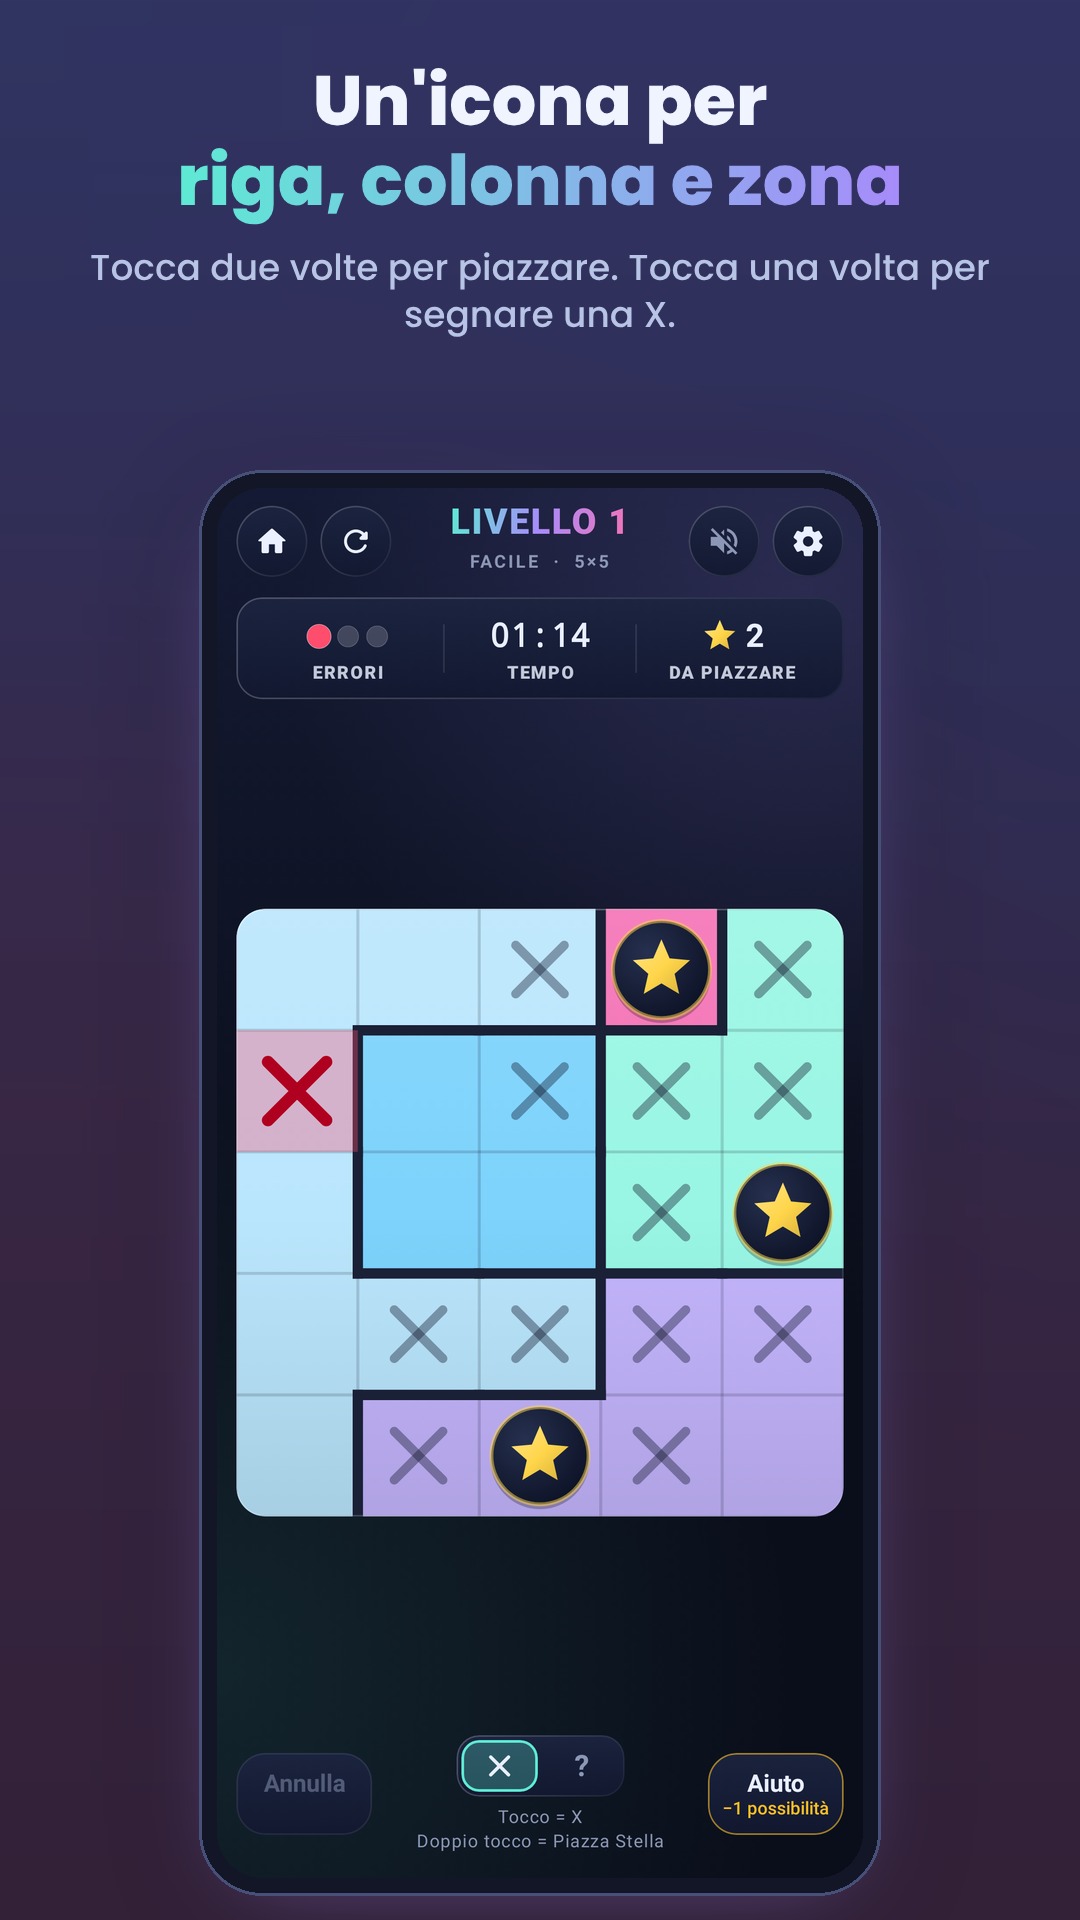 Un'icona per
riga, colonna e zona
Tocca due volte per piazzare. Tocca una volta per
segnare una X.
LIVELLO 1
FACILE · 5×5
01:14
2
ERRORI
TEMPO
DA PIAZZARE
?
Annulla
Aiuto
−1 possibilità
Tocco = X
Doppio tocco = Piazza Stella